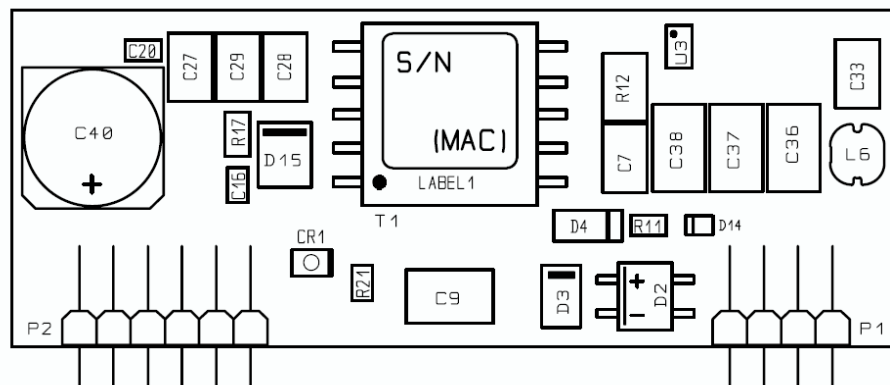 C20
C27
C29
C28
S/N
(MAC)
LABEL1
T1
U3
R12
C33
C40
+
R17
D15
C16
C7
C38
C37
C36
L6
D4
R11
D14
CR1
R21
C9
D3
+
−
D2
P2
P1